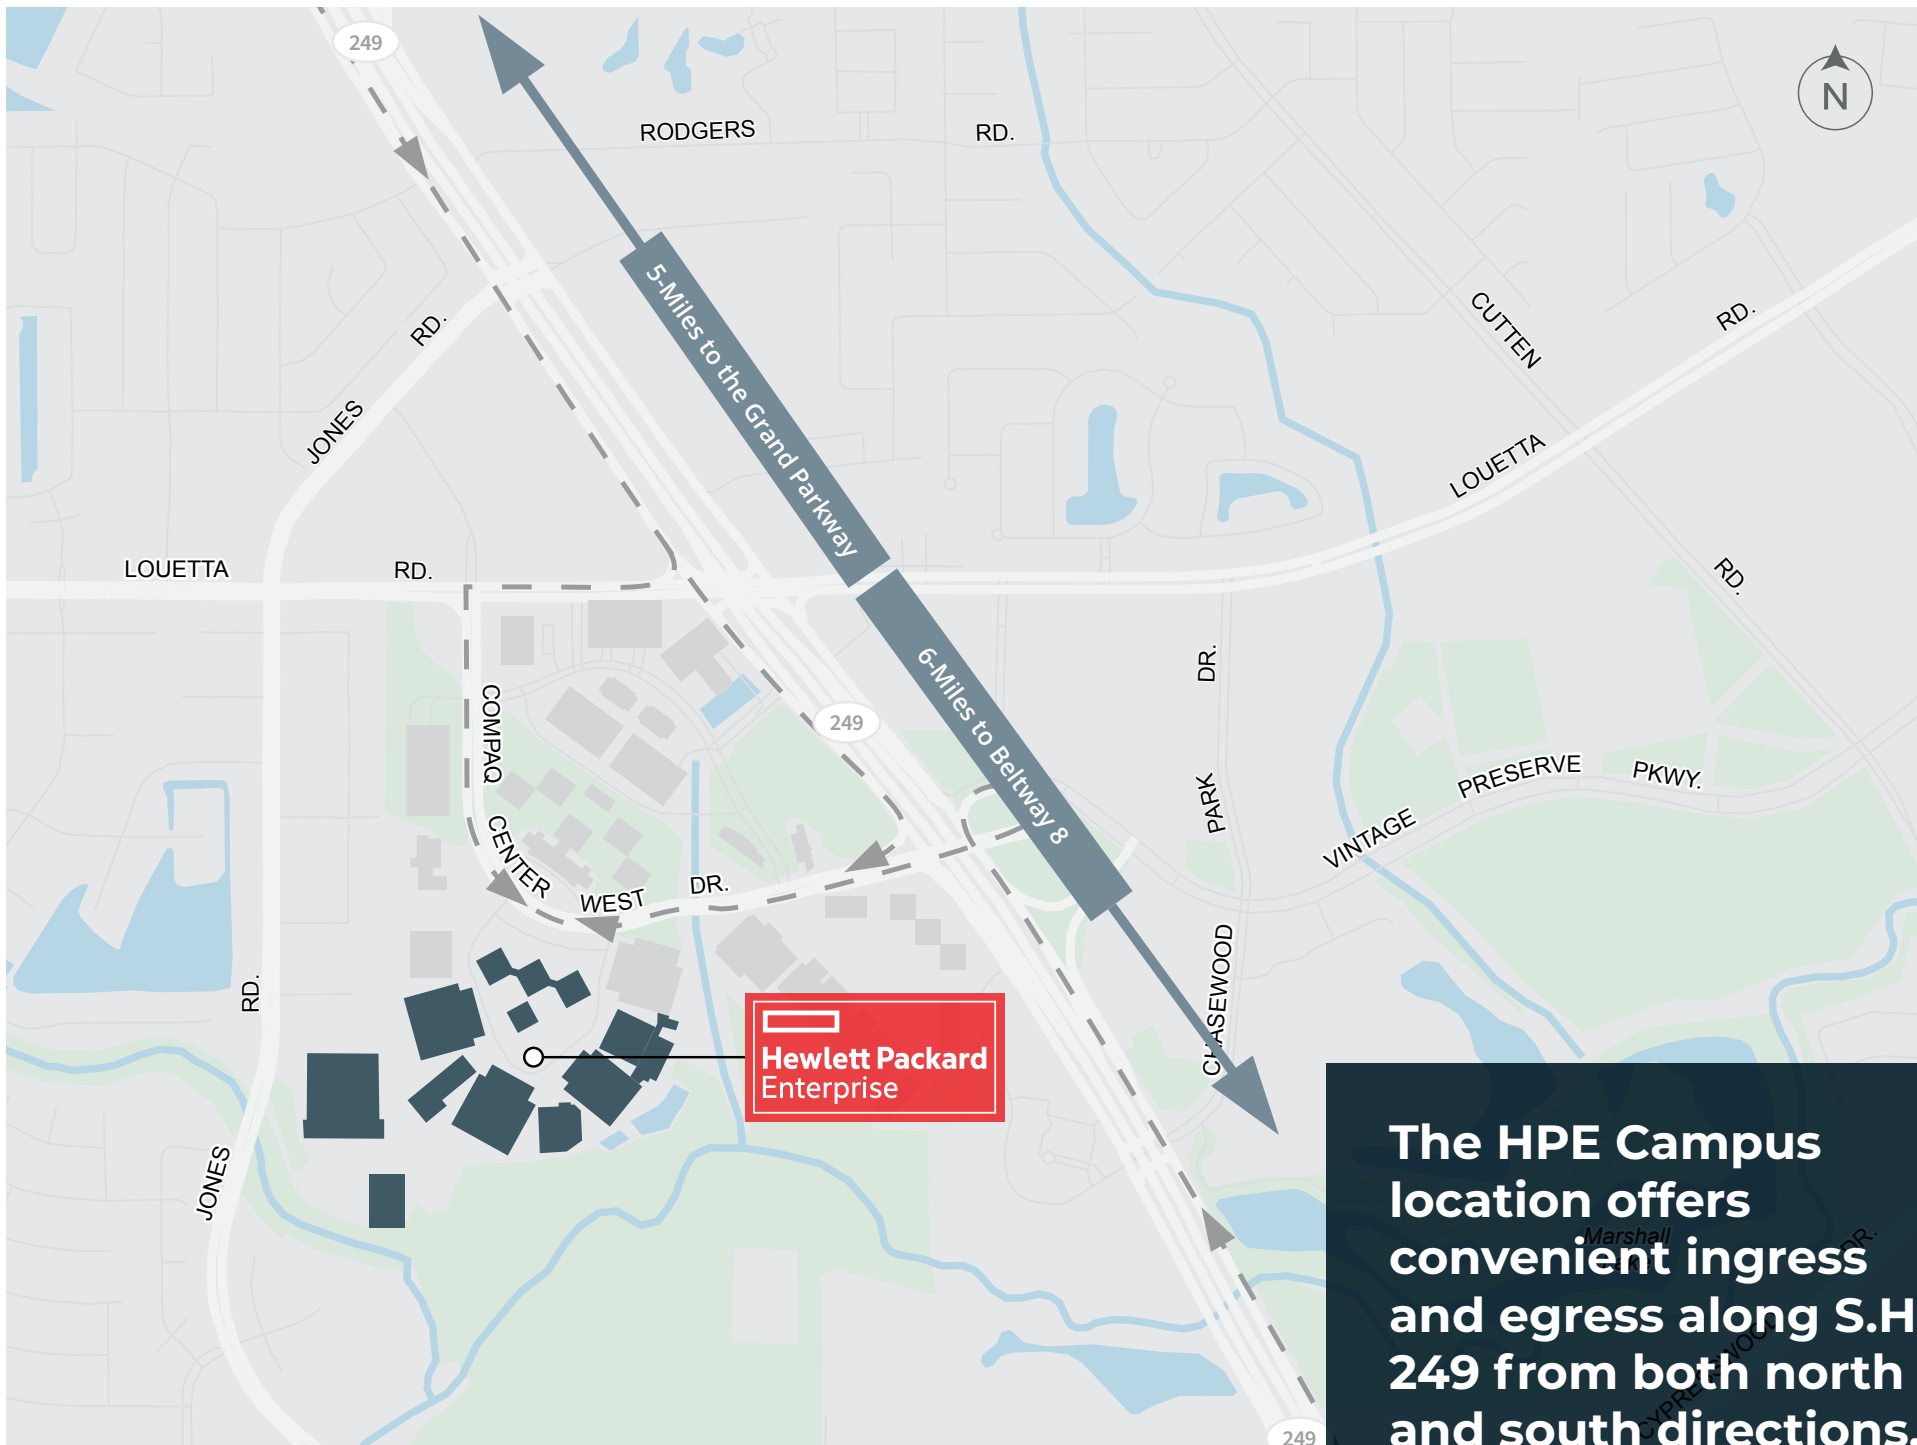 249
RODGERS RD.
N
5-Miles to the Grand Parkway
CUTTEN RD.
JONES RD.
LOUETTA RD.
LOUETTA RD.
COMPAQ CENTER WEST DR.
249
6-Miles to Beltway 8
CHASEWOOD PARK DR.
VINTAGE PRESERVE PKWY.
JONES RD.
Hewlett Packard
Enterprise
The HPE Campus
location offers
convenient ingress
and egress along S.H
249 from both north
and south directions.
Marshall
DR.
249